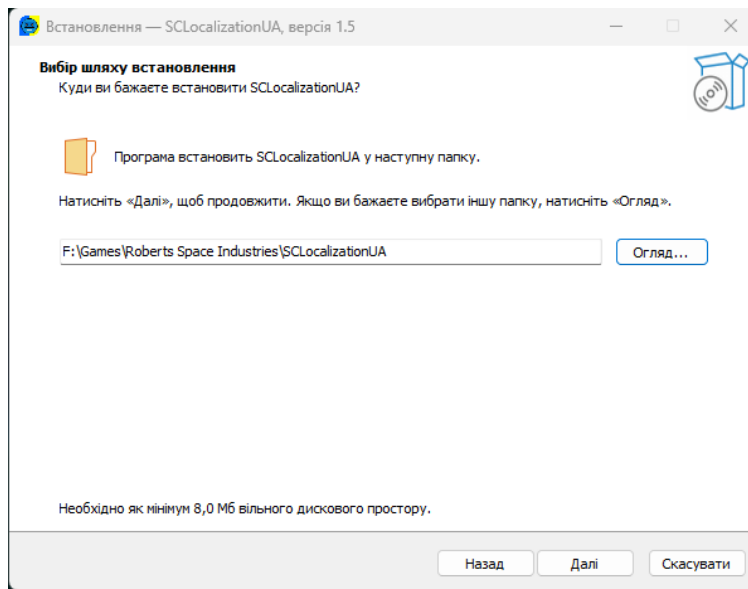 Встановлення — SCLocalizationUA, версія 1.5
Вибір шляху встановлення
Куди ви бажаєте встановити SCLocalizationUA?
Програма встановить SCLocalizationUA у наступну папку.
Натисніть «Далі», щоб продовжити. Якщо ви бажаєте вибрати іншу папку, натисніть «Огляд».
F:\Games\Roberts Space Industries\SCLocalizationUA
Огляд...
Необхідно як мінімум 8,0 Мб вільного дискового простору.
Назад
Далі
Скасувати